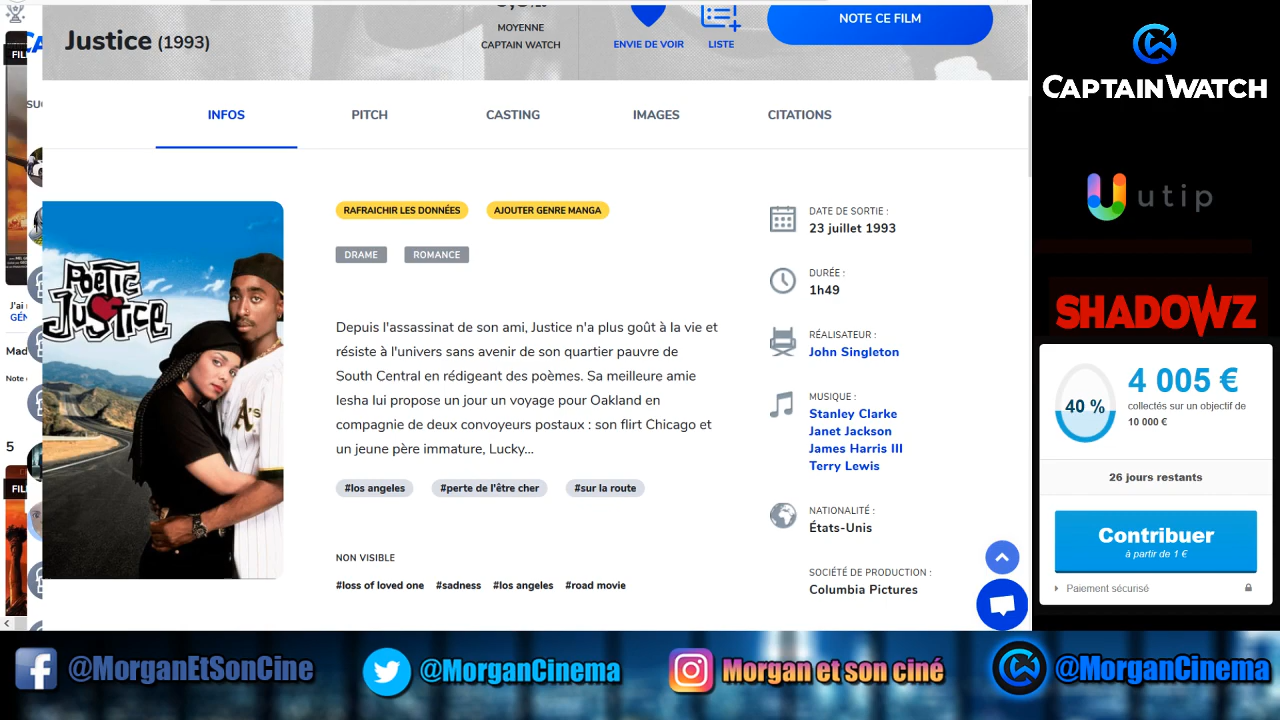 MOYENNE
CAPTAIN WATCH
ENVIE DE VOIR
LISTE
NOTE CE FILM
Justice (1993)
INFOS
PITCH
CASTING
IMAGES
CITATIONS
RAFRAICHIR LES DONNÉES
AJOUTER GENRE MANGA
DRAME
ROMANCE
POETIC
JUSTICE
A's
Depuis l'assassinat de son ami, Justice n'a plus goût à la vie et
résiste à l'univers sans avenir de son quartier pauvre de
South Central en rédigeant des poèmes. Sa meilleure amie
Iesha lui propose un jour un voyage pour Oakland en
compagnie de deux convoyeurs postaux : son flirt Chicago et
un jeune père immature, Lucky...
#los angeles
#perte de l'être cher
#sur la route
NON VISIBLE
#loss of loved one #sadness #los angeles #road movie
DATE DE SORTIE :
23 juillet 1993
DURÉE :
1h49
RÉALISATEUR :
John Singleton
MUSIQUE :
Stanley Clarke
Janet Jackson
James Harris III
Terry Lewis
NATIONALITÉ :
États-Unis
SOCIÉTÉ DE PRODUCTION :
Columbia Pictures
FIL
J'ai
GÉN
Mad
Note
5
FIL
CAPTAINWATCH
utip
SHADOWZ
40 %
4 005 €
collectés sur un objectif de
10 000 €
26 jours restants
Contribuer
à partir de 1 €
Paiement sécurisé
@MorganEtSonCine
@MorganCinema
Morgan et son ciné
@MorganCinema